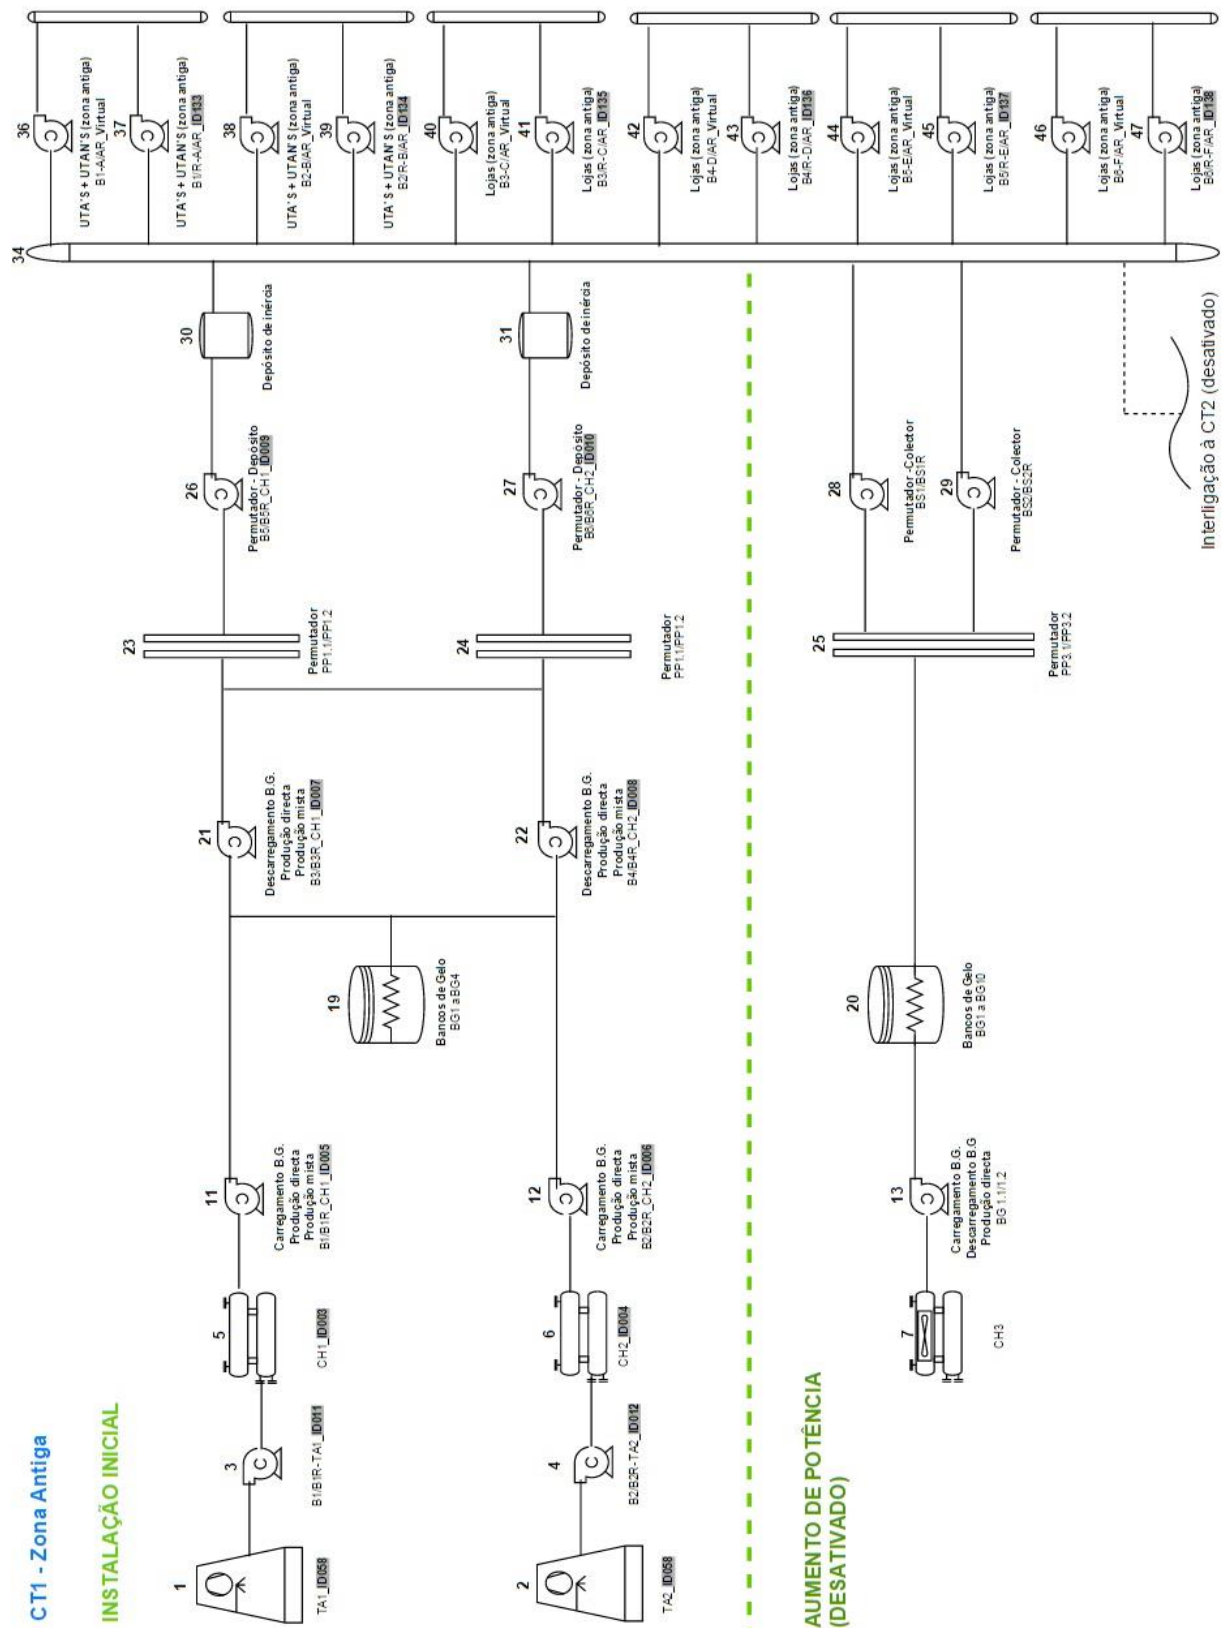 CT1 - Zona Antiga
INSTALAÇÃO INICIAL
1
TA1_ID058
3
B1/B1R-TA1_ID011
5
CH1_ID003
11
Carregamento B.G.
Produção directa
Produção mista
B1/B1R_CH1_ID005
19
Bancos de Gelo
BG1 a BG4
21
Descarregamento B.G.
Produção directa
Produção mista
B3/B3R_CH1_ID007
23
Permutador
PP1.1/PP1.2
26
Permutador - Depósito
B5/B5R_CH1_ID009
30
Depósito de inércia
2
TA2_ID058
4
B2/B2R-TA2_ID012
6
CH2_ID004
12
Carregamento B.G.
Produção directa
Produção mista
B2/B2R_CH2_ID006
22
Descarregamento B.G.
Produção directa
Produção mista
B4/B4R_CH2_ID008
24
Permutador
PP1.1/PP1.2
27
Permutador - Depósito
B6/B6R_CH2_ID010
31
Depósito de inércia
34
36
UTA'S + UTAN'S (zona antiga)
B1-A/AR_Virtual
37
UTA'S + UTAN'S (zona antiga)
B1/R-A/AR_ID133
38
UTA'S + UTAN'S (zona antiga)
B2-B/AR_Virtual
39
UTA'S + UTAN'S (zona antiga)
B2/R-B/AR_ID134
40
Lojas (zona antiga)
B3-C/AR_Virtual
41
Lojas (zona antiga)
B3/R-C/AR_ID135
42
Lojas (zona antiga)
B4-D/AR_Virtual
43
Lojas (zona antiga)
B4/R-D/AR_ID136
44
Lojas (zona antiga)
B5-E/AR_Virtual
45
Lojas (zona antiga)
B5/R-E/AR_ID137
46
Lojas (zona antiga)
B6-F/AR_Virtual
47
Lojas (zona antiga)
B6/R-F/AR_ID138
AUMENTO DE POTÊNCIA
(DESATIVADO)
7
CH3
13
Carregamento B.G.
Descarregamento B.G
Produção directa
BG 1.1/1.2
20
Bancos de Gelo
BG1 a BG10
25
Permutador
PP3.1/PP3.2
28
Permutador -Colector
BS1/BS1R
29
Permutador - Colector
BS2/BS2R
Interligação à CT2 (desativado)